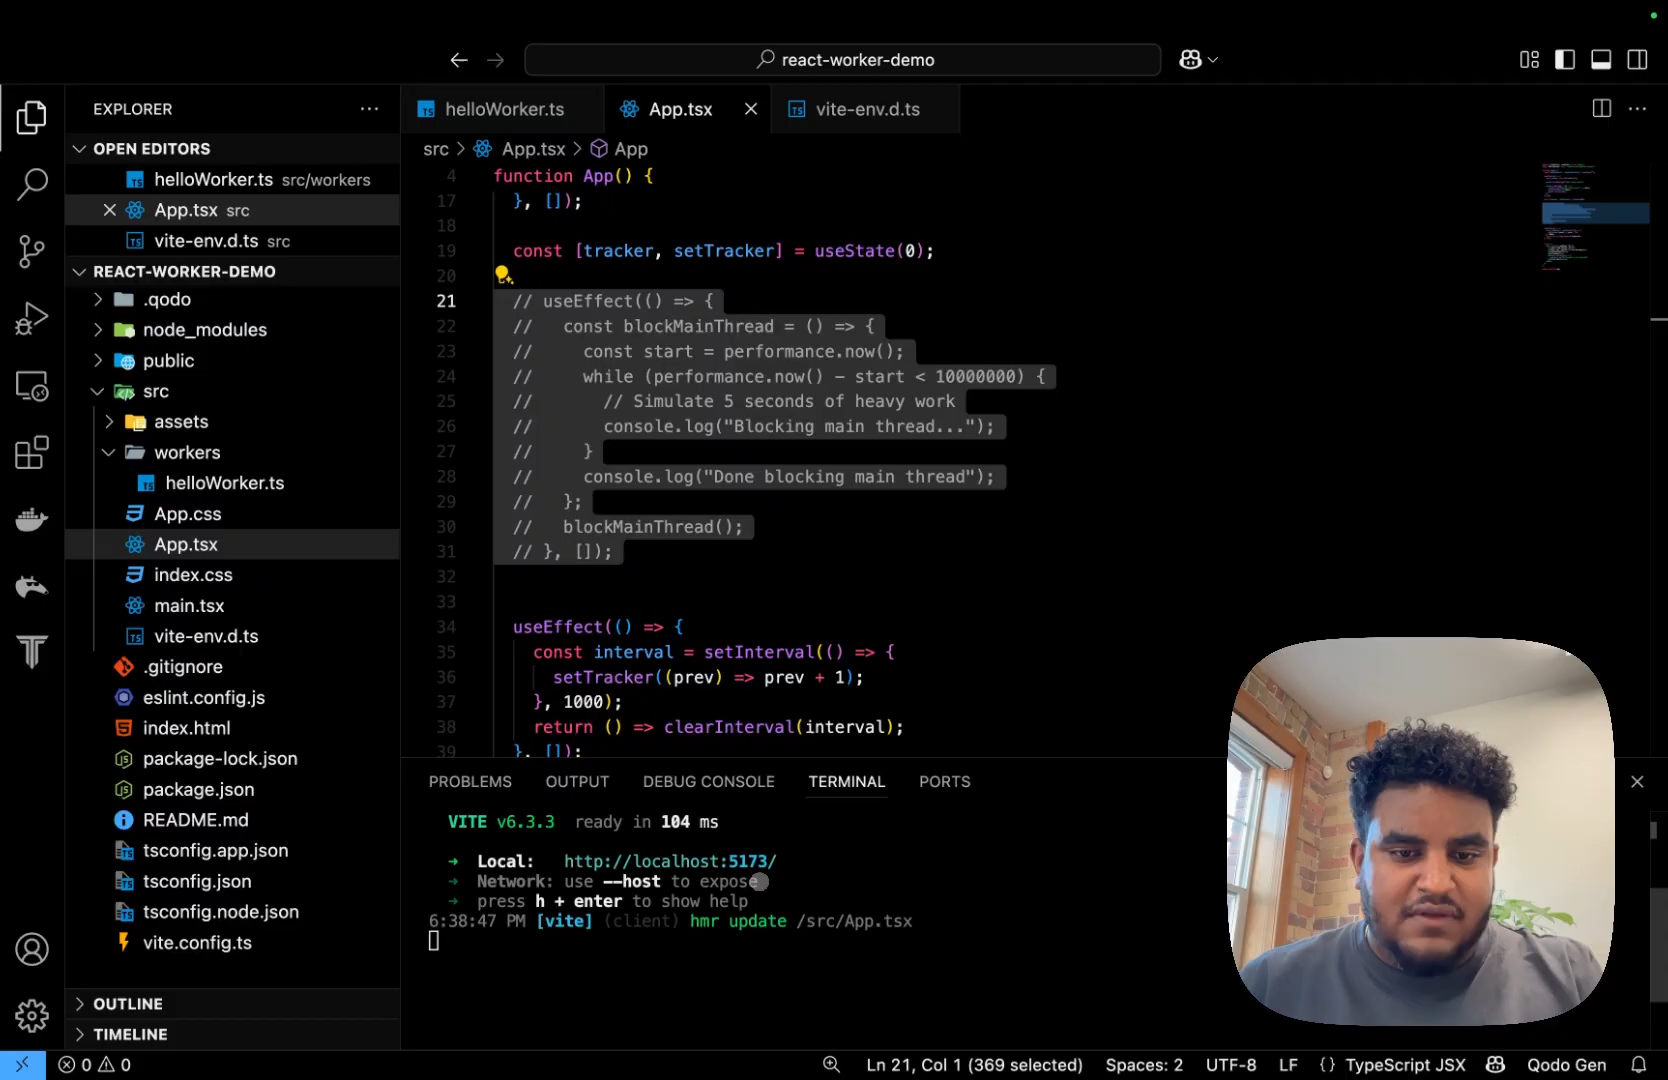 react-worker-demo
EXPLORER
OPEN EDITORS
helloWorker.ts src/workers
App.tsx src
vite-env.d.ts src
REACT-WORKER-DEMO
.qodo
node_modules
public
src
assets
workers
helloWorker.ts
App.css
App.tsx
index.css
main.tsx
vite-env.d.ts
.gitignore
eslint.config.js
index.html
package-lock.json
package.json
README.md
tsconfig.app.json
tsconfig.json
tsconfig.node.json
vite.config.ts
OUTLINE
TIMELINE
helloWorker.ts App.tsx vite-env.d.ts
src > App.tsx > App
4 function App() {
17 }, []);
18
19 const [tracker, setTracker] = useState(0);
20
21 // useEffect(() => {
22 // const blockMainThread = () => {
23 // const start = performance.now();
24 // while (performance.now() - start < 10000000) {
25 // // Simulate 5 seconds of heavy work
26 // console.log("Blocking main thread...");
27 // }
28 // console.log("Done blocking main thread");
29 // };
30 // blockMainThread();
31 // }, []);
32
33
34 useEffect(() => {
35 const interval = setInterval(() => {
36 setTracker((prev) => prev + 1);
37 }, 1000);
38 return () => clearInterval(interval);
39 }, []);
PROBLEMS OUTPUT DEBUG CONSOLE TERMINAL PORTS
VITE v6.3.3 ready in 104 ms
➜ Local: http://localhost:5173/
➜ Network: use --host to expose
➜ press h + enter to show help
6:38:47 PM [vite] (client) hmr update /src/App.tsx
0 0
Ln 21, Col 1 (369 selected) Spaces: 2 UTF-8 LF {} TypeScript JSX Qodo Gen